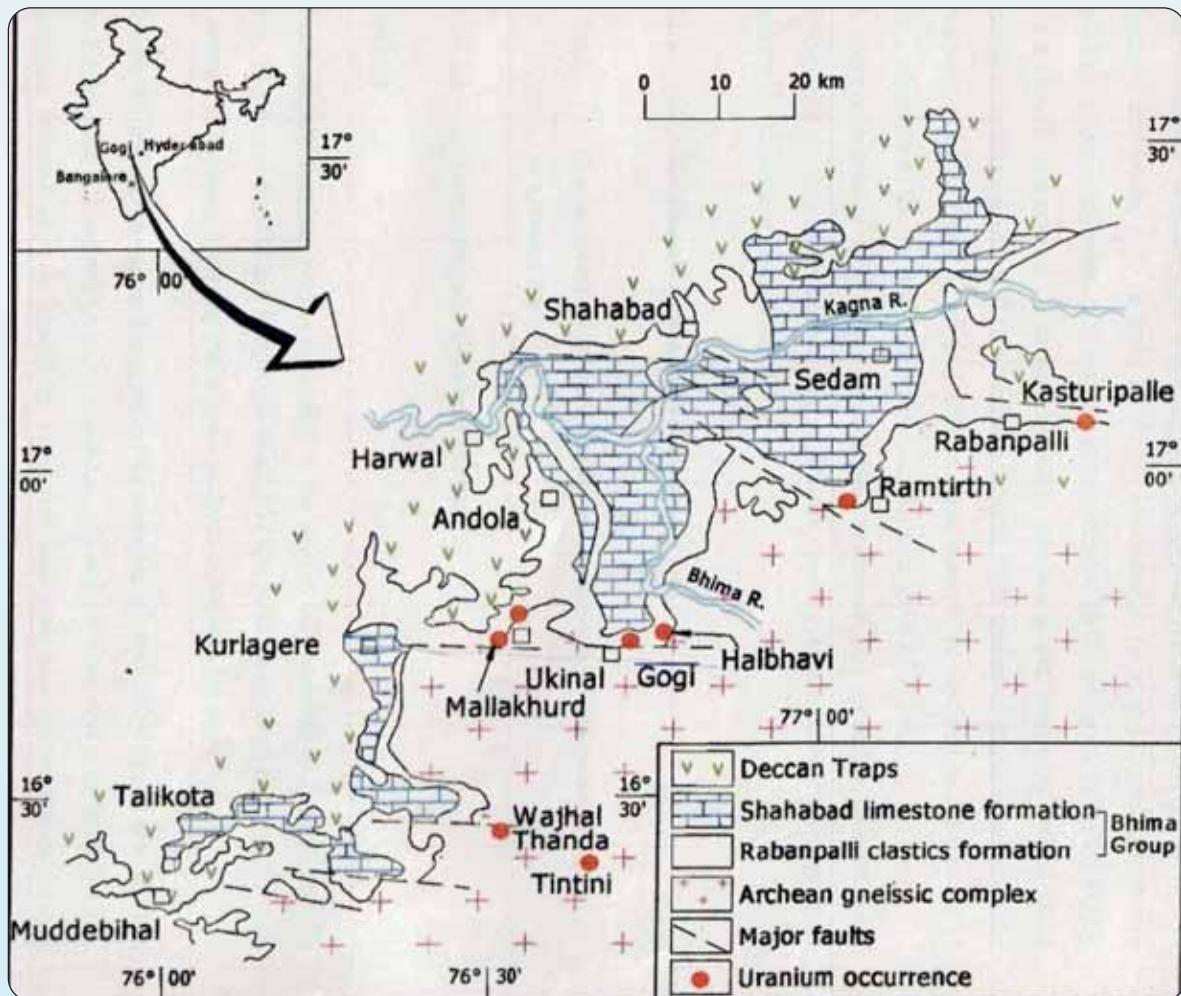 0 10 20 km
Gogi
Hyderabad
Bangalore
17°
30'
17°
30'
76° 00'
Shahabad
Kagna R.
Sedam
Kasturipalle
Rabanpalli
Harwal
17°
00'
17°
00'
Ramtirth
Andola
Bhima R.
Kurlagere
Ukinal
Gogi
Halbhavi
Mallakhurd
77° 00'
16°
30'
16°
30'
Talikota
Wajhal
Thanda
Tintini
Muddebihal
76° 00'
76° 30'
Deccan Traps
Shahabad limestone formation
Rabanpalli clastics formation
Bhima
Group
Archean gneissic complex
Major faults
Uranium occurrence